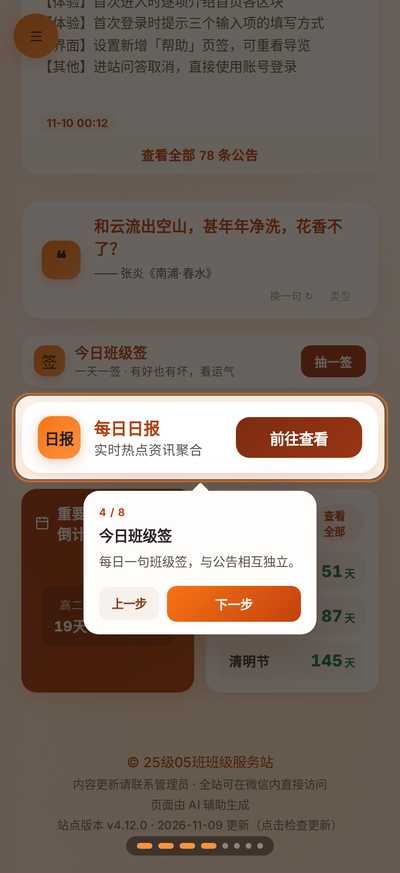 【体验】首次进入时逐项介绍首页各区块
【体验】首次登录时提示三个输入项的填写方式
界面】设置新增「帮助」页签，可重看导览
【其他】进站问答取消，直接使用账号登录
11-10 00:12
查看全部 78 条公告
❝
和云流出空山，甚年年净洗，花香不
了？
—— 张炎《南浦·春水》
换一句 ↻
类型
签
今日班级签
一天一签 · 有好也有坏，看运气
抽一签
日报
每日日报
实时热点资讯聚合
前往查看
重要
倒计
高二
19天
4 / 8
今日班级签
每日一句班级签，与公告相互独立。
上一步
下一步
查看
全部
51 天
87 天
清明节
145 天
© 25级05班班级服务站
内容更新请联系管理员 · 全站可在微信内直接访问
页面由 AI 辅助生成
站点版本 v4.12.0 · 2026-11-09 更新（点击检查更新）